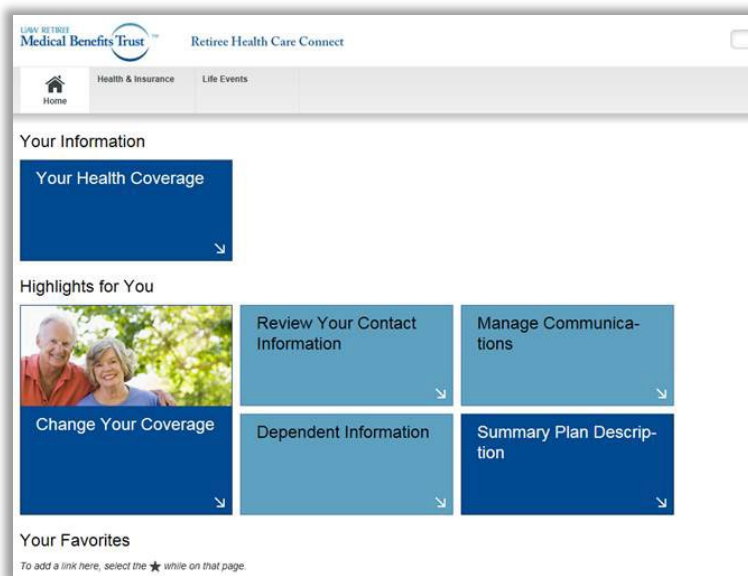 UAW RETIREE
Medical Benefits Trust ™ Retiree Health Care Connect
Home Health & Insurance Life Events
Your Information
Your Health Coverage
Highlights for You
Change Your Coverage
Review Your Contact
Information
Manage Communica-
tions
Dependent Information
Summary Plan Descrip-
tion
Your Favorites
To add a link here, select the ★ while on that page.